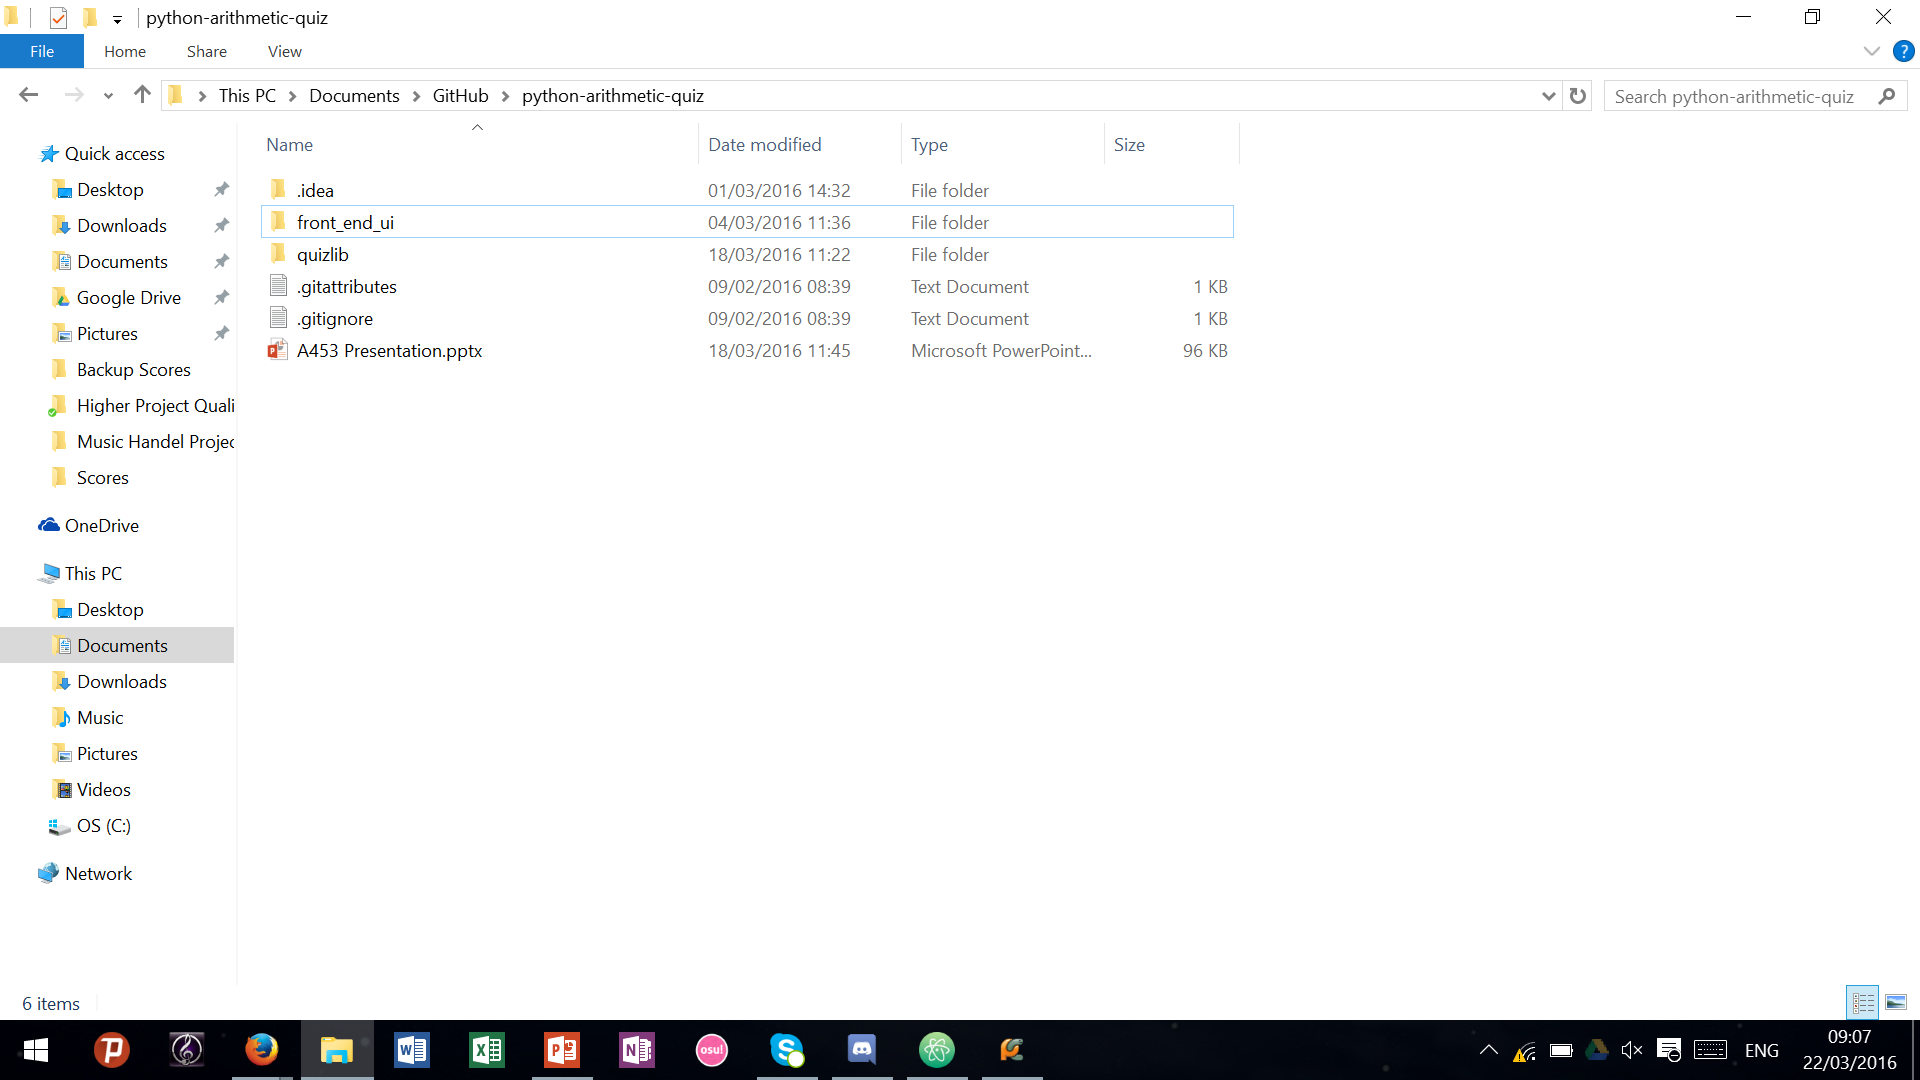 python-arithmetic-quiz
File Home Share View
This PC Documents GitHub python-arithmetic-quiz
Search python-arithmetic-quiz
Name Date modified Type Size
Quick access
Desktop
Downloads
Documents
Google Drive
Pictures
Backup Scores
Higher Project Quali
Music Handel Projec
Scores
OneDrive
This PC
Desktop
Documents
Downloads
Music
Pictures
Videos
OS (C:)
Network
.idea 01/03/2016 14:32 File folder
front_end_ui 04/03/2016 11:36 File folder
quizlib 18/03/2016 11:22 File folder
.gitattributes 09/02/2016 08:39 Text Document 1 KB
.gitignore 09/02/2016 08:39 Text Document 1 KB
A453 Presentation.pptx 18/03/2016 11:45 Microsoft PowerPoint... 96 KB
6 items
osu!
ENG
09:07
22/03/2016